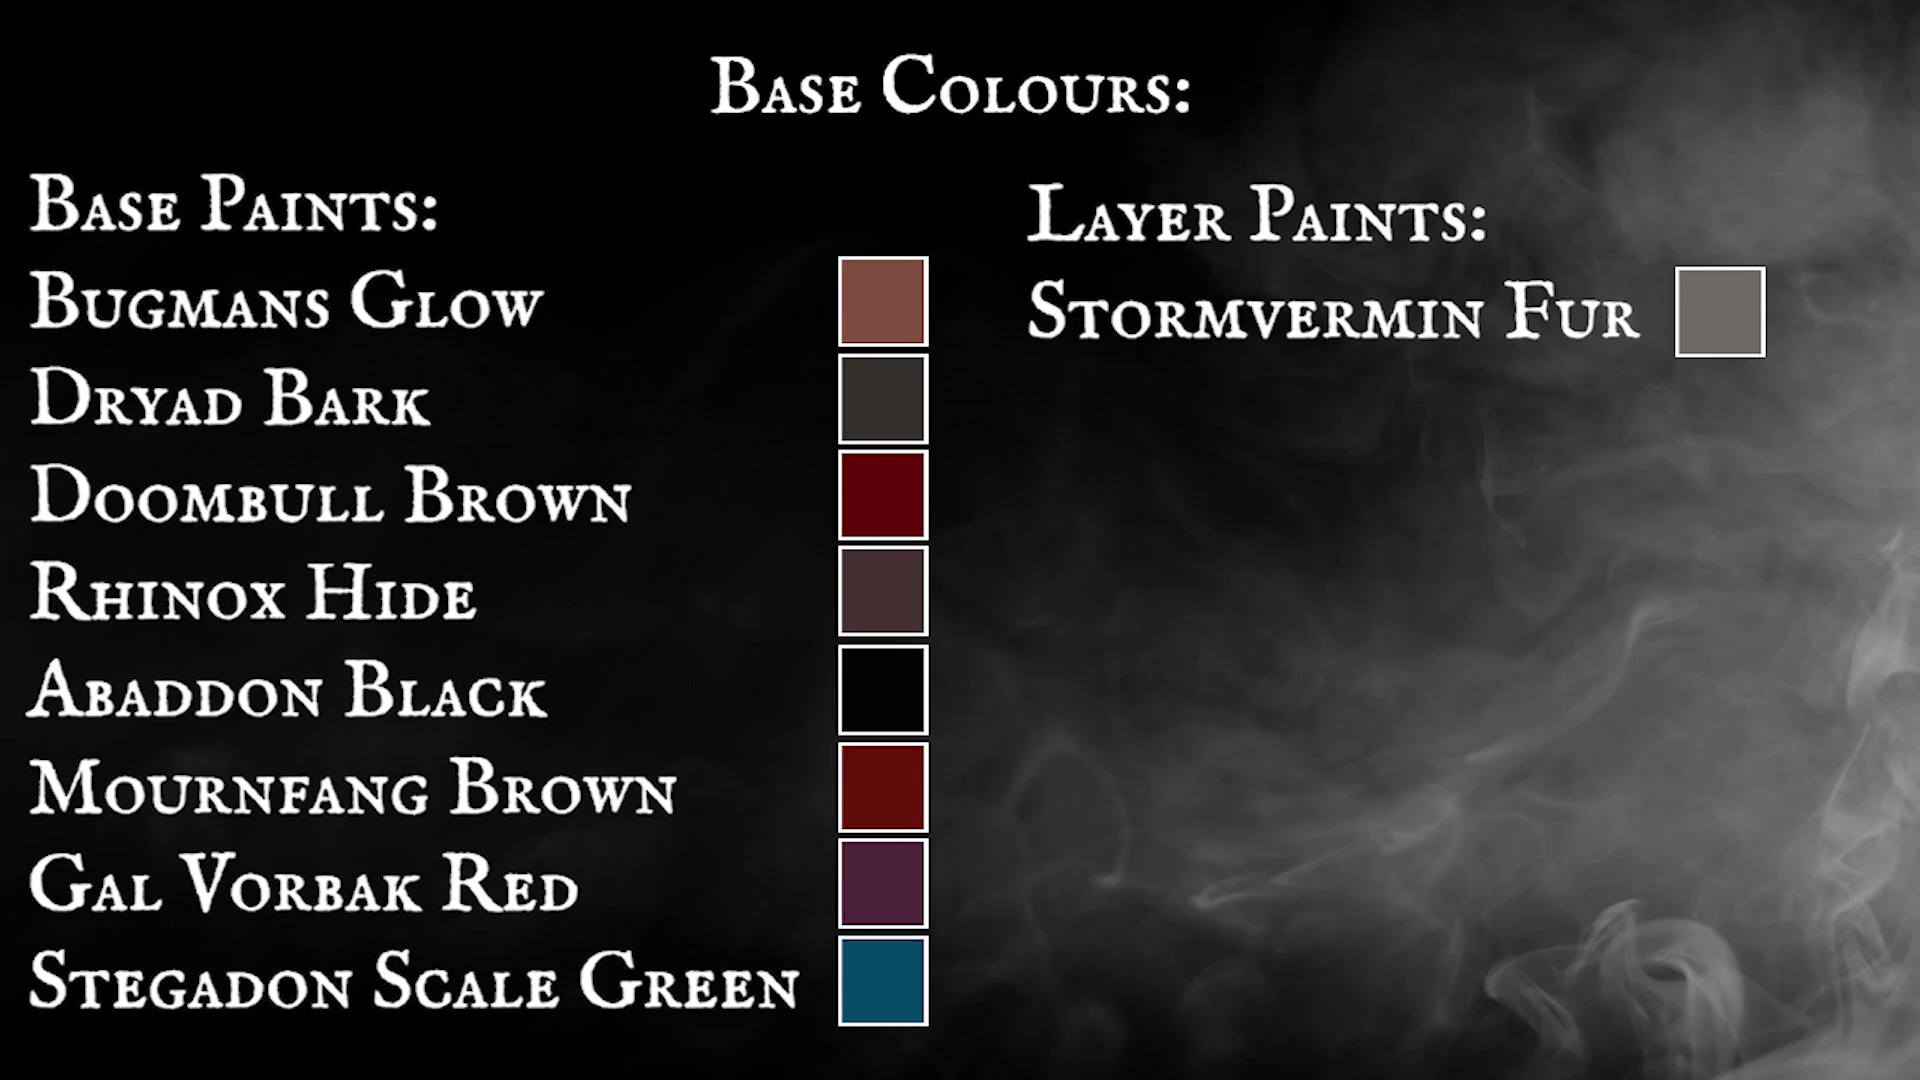 Base Colours:
Base Paints:
Bugmans Glow
Dryad Bark
Doombull Brown
Rhinox Hide
Abaddon Black
Mournfang Brown
Gal Vorbak Red
Stegadon Scale Green
Layer Paints:
Stormvermin Fur